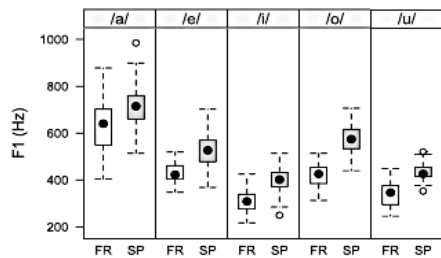 /a/ /e/ /i/ /o/ /u/
1000
800
600
400
200
F1 (Hz)
FR SP FR SP FR SP FR SP FR SP